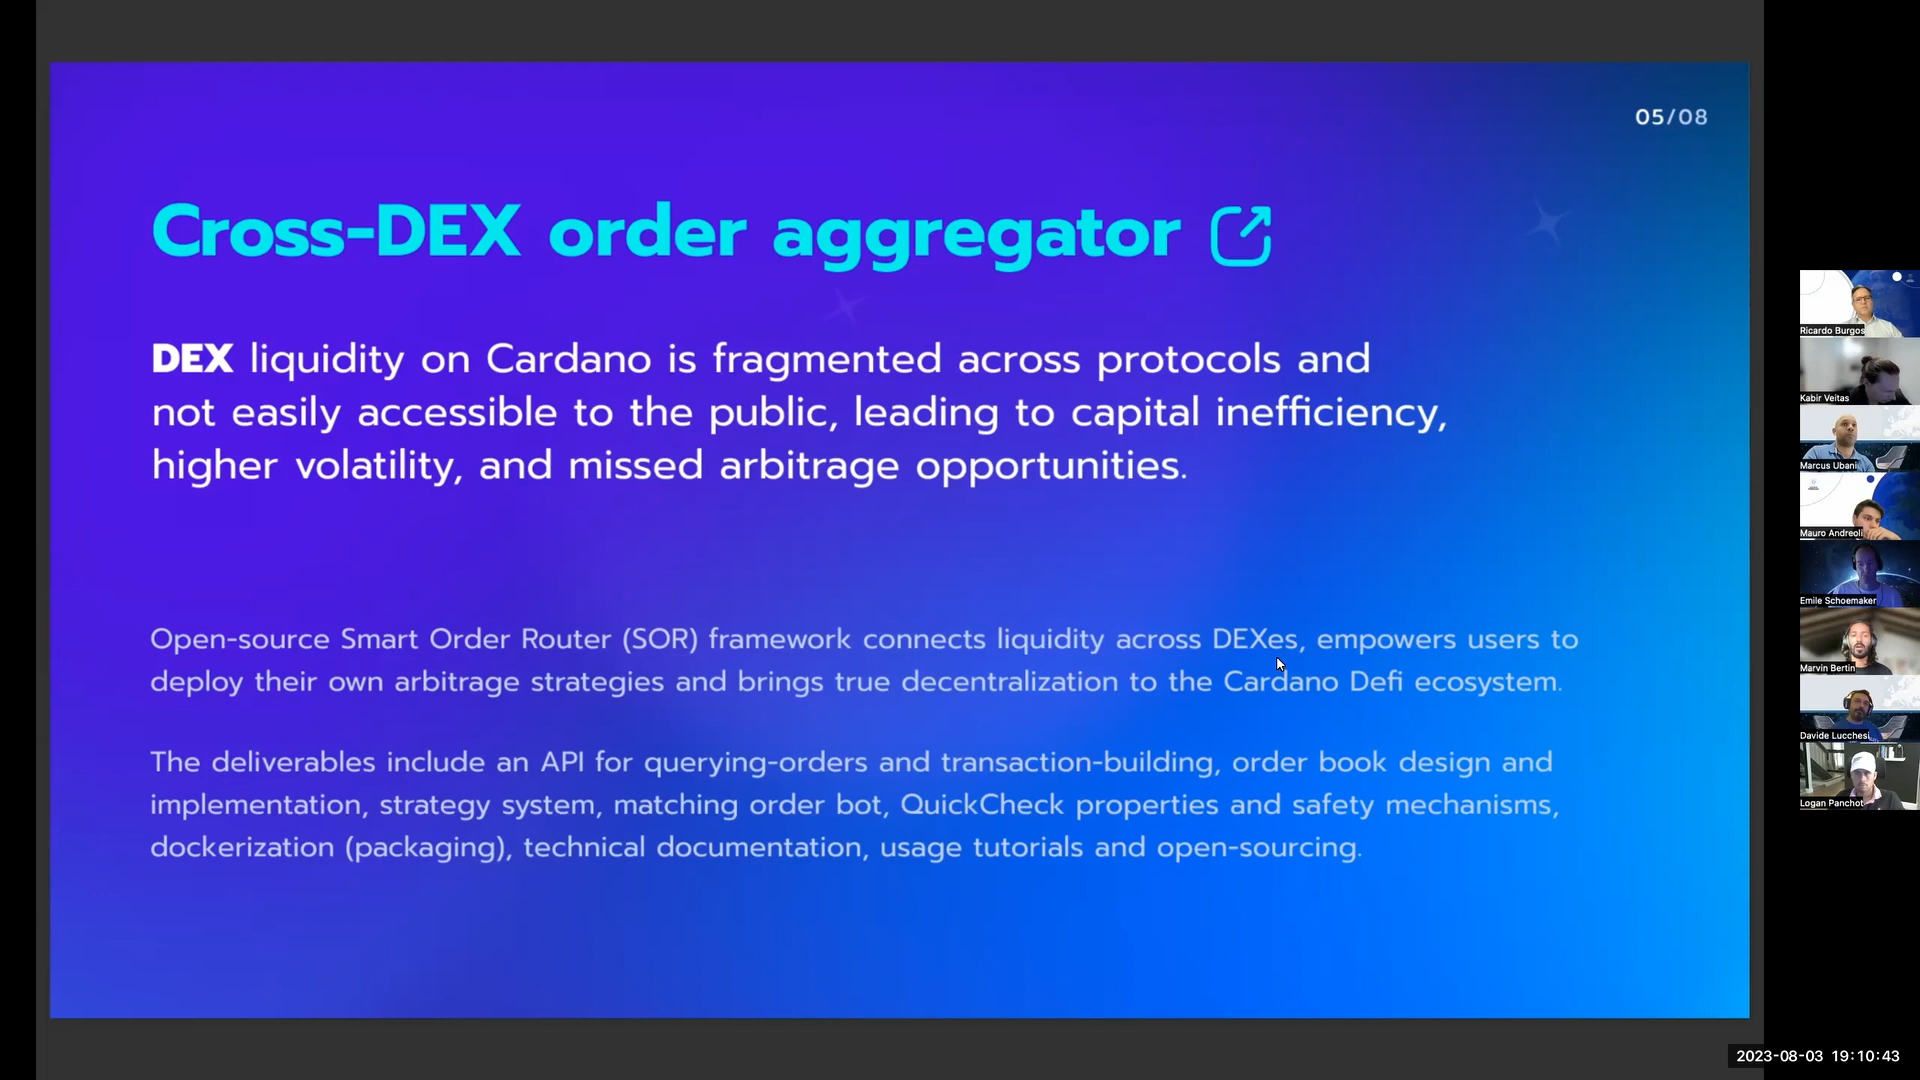 05/08
Cross-DEX order aggregator
DEX liquidity on Cardano is fragmented across protocols and
not easily accessible to the public, leading to capital inefficiency,
higher volatility, and missed arbitrage opportunities.
Open-source Smart Order Router (SOR) framework connects liquidity across DEXes, empowers users to
deploy their own arbitrage strategies and brings true decentralization to the Cardano Defi ecosystem.
The deliverables include an API for querying-orders and transaction-building, order book design and
implementation, strategy system, matching order bot, QuickCheck properties and safety mechanisms,
dockerization (packaging), technical documentation, usage tutorials and open-sourcing.
Ricardo Burgos
Kabir Veitas
Marcus Ubani
Mauro Andreoli
Emile Schoemaker
Marvin Bertin
Davide Lucchesi
Logan Panchot
2023-08-03 19:10:43